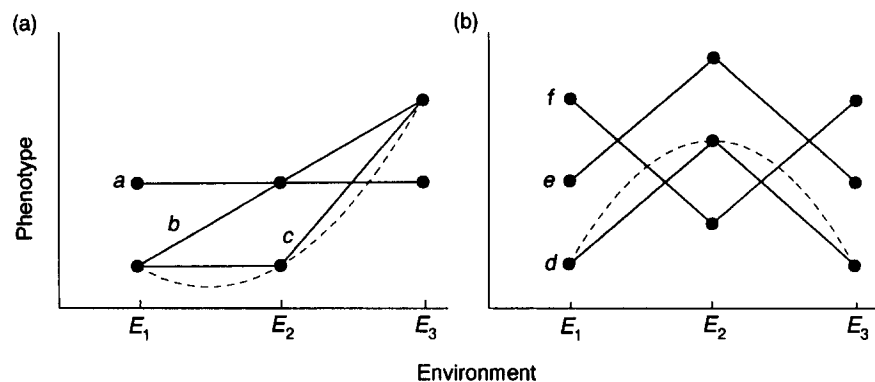 (a)
(b)
Phenotype
a
b
c
f
e
d
E1 E2 E3
E1 E2 E3
Environment